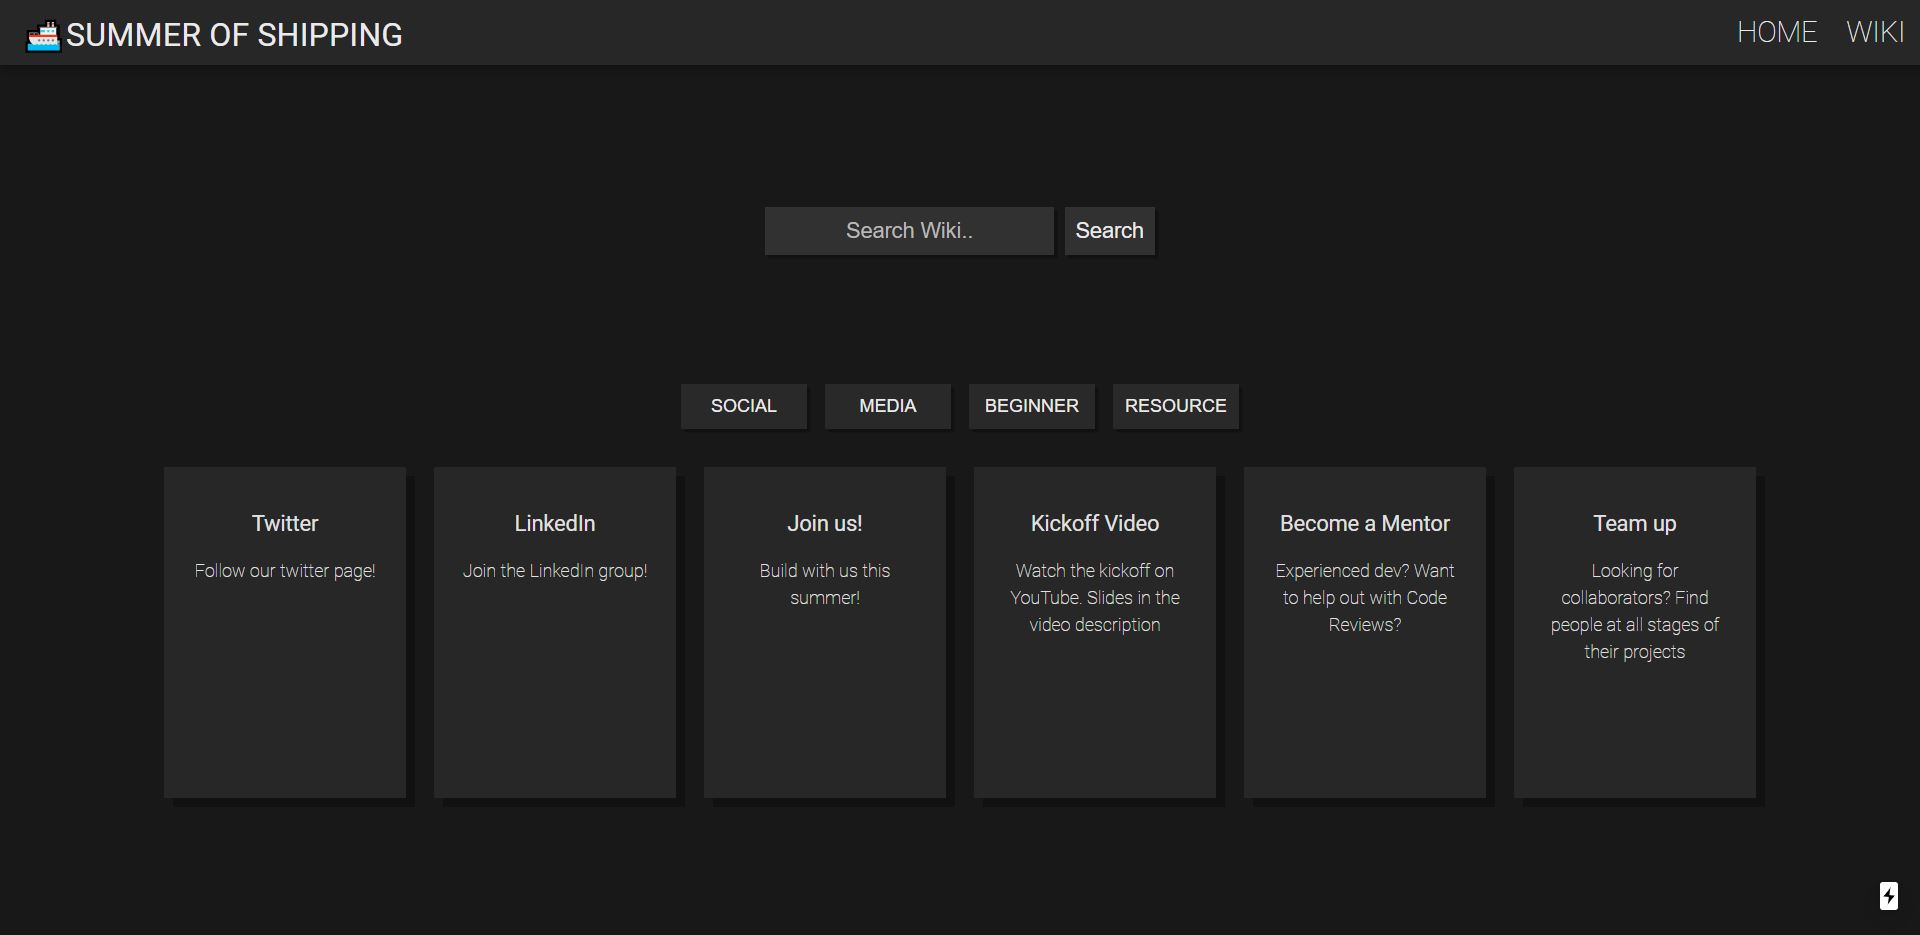 SUMMER OF SHIPPING
HOME WIKI
Search Wiki.. Search
SOCIAL MEDIA BEGINNER RESOURCE
Twitter
Follow our twitter page!
LinkedIn
Join the LinkedIn group!
Join us!
Build with us this
summer!
Kickoff Video
Watch the kickoff on
YouTube. Slides in the
video description
Become a Mentor
Experienced dev? Want
to help out with Code
Reviews?
Team up
Looking for
collaborators? Find
people at all stages of
their projects